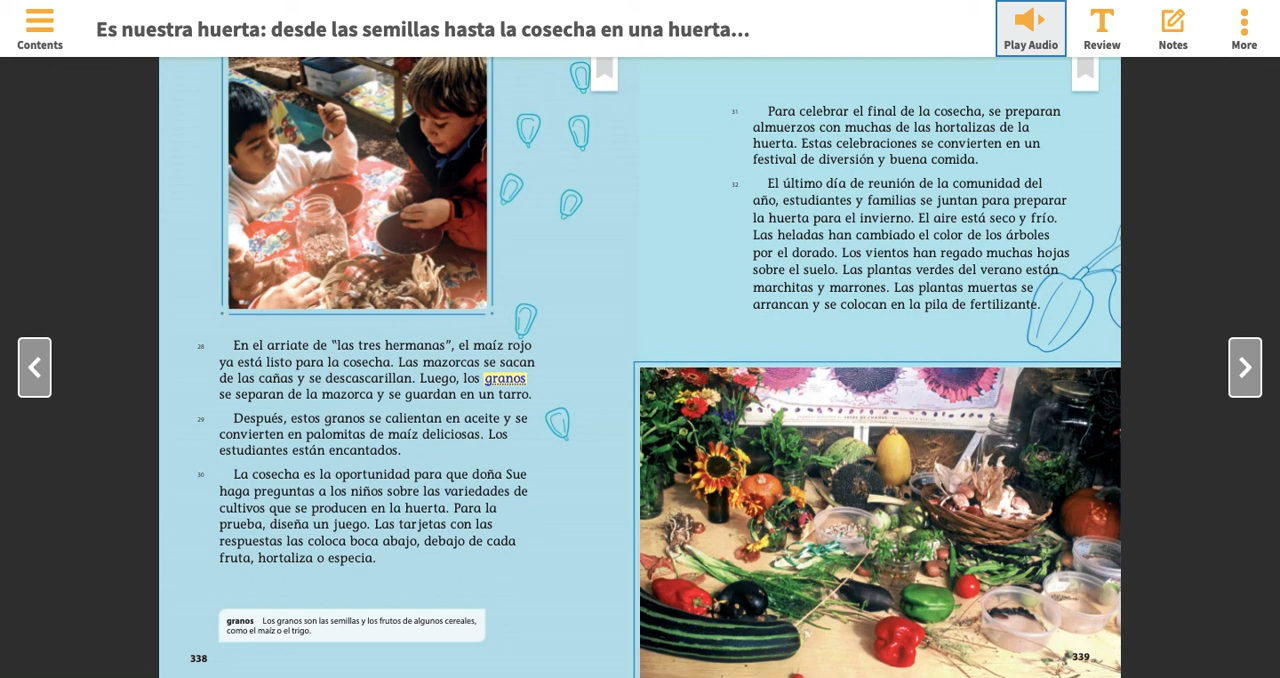 Contents
Es nuestra huerta: desde las semillas hasta la cosecha en una huerta...
Play Audio
Review
Notes
More
28 En el arriate de “las tres hermanas”, el maíz rojo
ya está listo para la cosecha. Las mazorcas se sacan
de las cañas y se descascarillan. Luego, los granos
se separan de la mazorca y se guardan en un tarro.
29 Después, estos granos se calientan en aceite y se
convierten en palomitas de maíz deliciosas. Los
estudiantes están encantados.
30 La cosecha es la oportunidad para que doña Sue
haga preguntas a los niños sobre las variedades de
cultivos que se producen en la huerta. Para la
prueba, diseña un juego. Las tarjetas con las
respuestas las coloca boca abajo, debajo de cada
fruta, hortaliza o especia.
granos Los granos son las semillas y los frutos de algunos cereales,
como el maíz o el trigo.
338
31 Para celebrar el final de la cosecha, se preparan
almuerzos con muchas de las hortalizas de la
huerta. Estas celebraciones se convierten en un
festival de diversión y buena comida.
32 El último día de reunión de la comunidad del
año, estudiantes y familias se juntan para preparar
la huerta para el invierno. El aire está seco y frío.
Las heladas han cambiado el color de los árboles
por el dorado. Los vientos han regado muchas hojas
sobre el suelo. Las plantas verdes del verano están
marchitas y marrones. Las plantas muertas se
arrancan y se colocan en la pila de fertilizante.
339